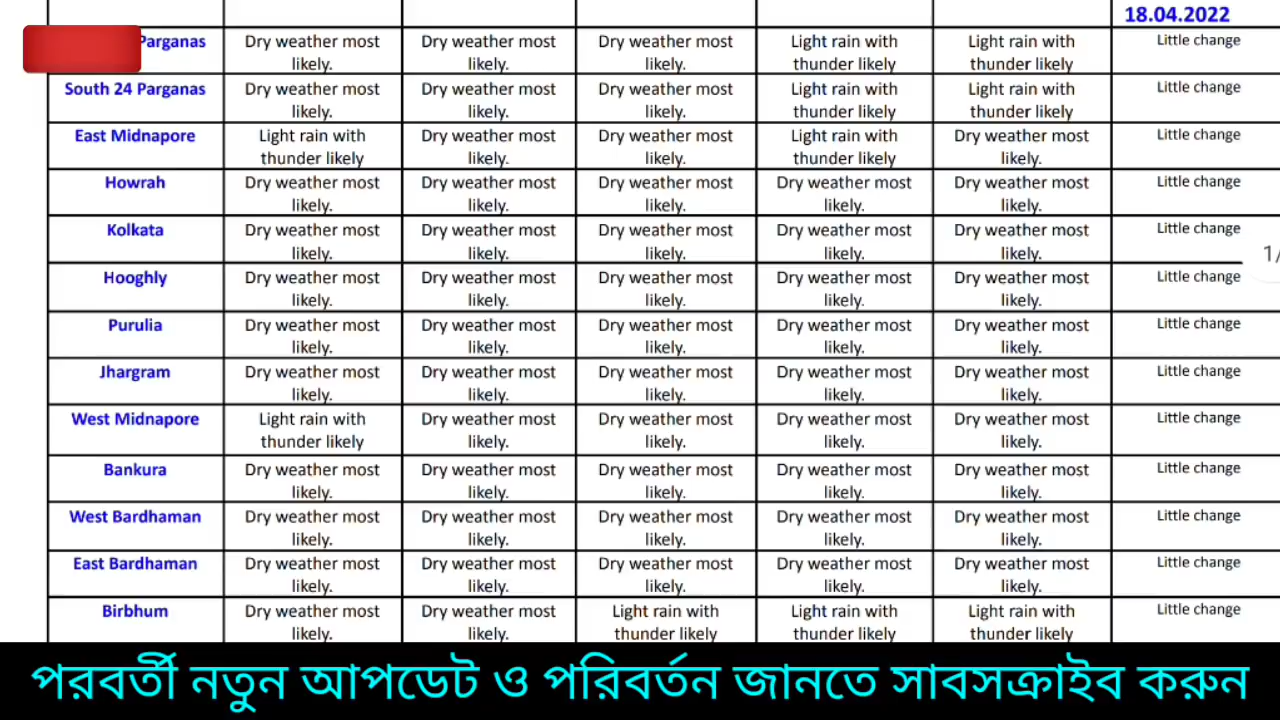 18.04.2022
Parganas Dry weather most likely. Dry weather most likely. Dry weather most likely. Light rain with thunder likely Light rain with thunder likely Little change
South 24 Parganas Dry weather most likely. Dry weather most likely. Dry weather most likely. Light rain with thunder likely Light rain with thunder likely Little change
East Midnapore Light rain with thunder likely Dry weather most likely. Dry weather most likely. Light rain with thunder likely Dry weather most likely. Little change
Howrah Dry weather most likely. Dry weather most likely. Dry weather most likely. Dry weather most likely. Dry weather most likely. Little change
Kolkata Dry weather most likely. Dry weather most likely. Dry weather most likely. Dry weather most likely. Dry weather most likely. Little change
1/
Hooghly Dry weather most likely. Dry weather most likely. Dry weather most likely. Dry weather most likely. Dry weather most likely. Little change
Purulia Dry weather most likely. Dry weather most likely. Dry weather most likely. Dry weather most likely. Dry weather most likely. Little change
Jhargram Dry weather most likely. Dry weather most likely. Dry weather most likely. Dry weather most likely. Dry weather most likely. Little change
West Midnapore Light rain with thunder likely Dry weather most likely. Dry weather most likely. Dry weather most likely. Dry weather most likely. Little change
Bankura Dry weather most likely. Dry weather most likely. Dry weather most likely. Dry weather most likely. Dry weather most likely. Little change
West Bardhaman Dry weather most likely. Dry weather most likely. Dry weather most likely. Dry weather most likely. Dry weather most likely. Little change
East Bardhaman Dry weather most likely. Dry weather most likely. Dry weather most likely. Dry weather most likely. Dry weather most likely. Little change
Birbhum Dry weather most likely. Dry weather most likely. Light rain with thunder likely Light rain with thunder likely Light rain with thunder likely Little change
পরবর্তী নতুন আপডেট ও পরিবর্তন জানতে সাবসক্রাইব করুন